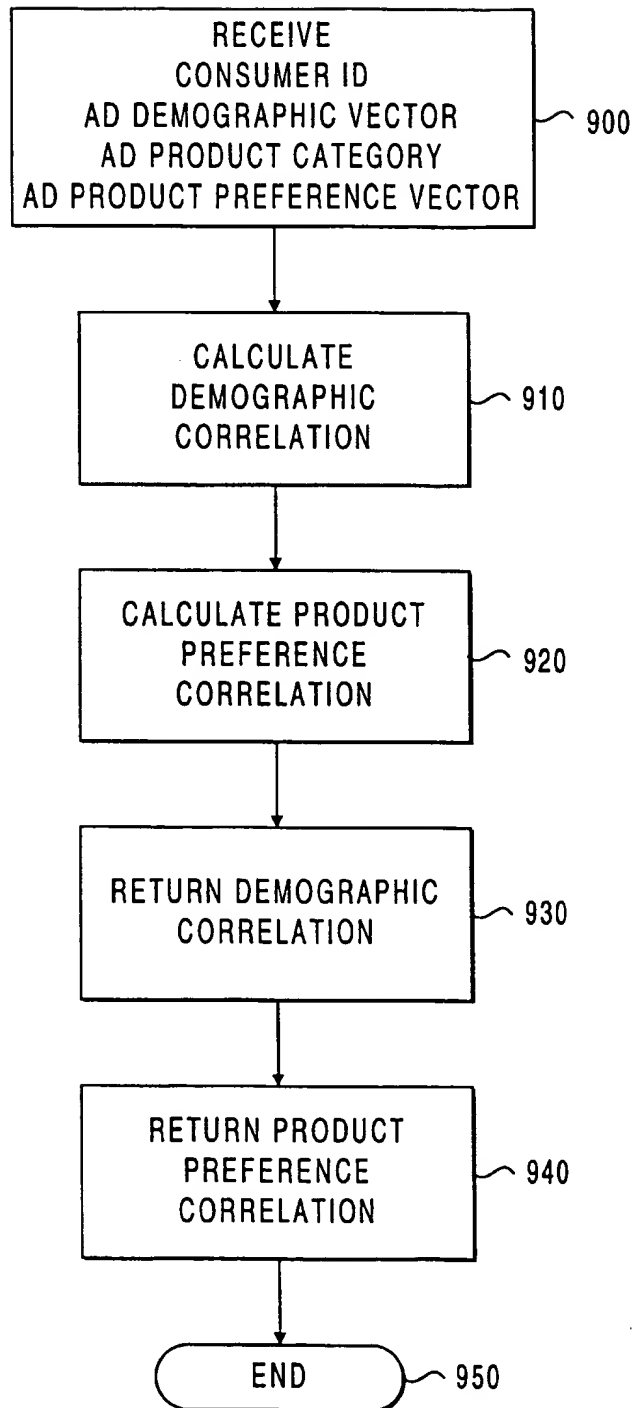 RECEIVE
CONSUMER ID
AD DEMOGRAPHIC VECTOR
AD PRODUCT CATEGORY
AD PRODUCT PREFERENCE VECTOR
900
CALCULATE
DEMOGRAPHIC
CORRELATION
910
CALCULATE PRODUCT
PREFERENCE
CORRELATION
920
RETURN DEMOGRAPHIC
CORRELATION
930
RETURN PRODUCT
PREFERENCE
CORRELATION
940
END
950